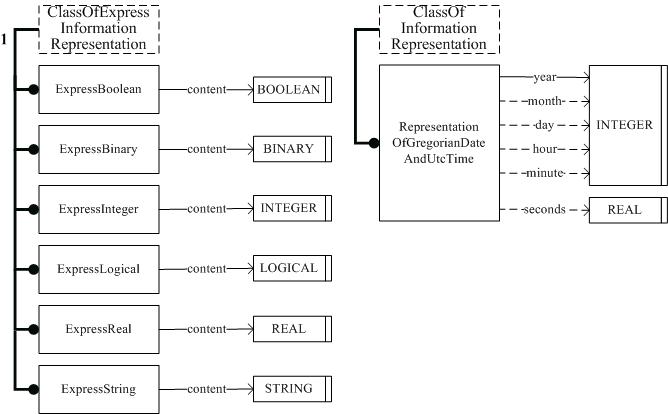 ClassOfExpress
Information
Representation
1
ExpressBoolean
content
BOOLEAN
ExpressBinary
content
BINARY
ExpressInteger
content
INTEGER
ExpressLogical
content
LOGICAL
ExpressReal
content
REAL
ExpressString
content
STRING
ClassOf
Information
Representation
Representation
OfGregorianDate
AndUtcTime
year
month
day
hour
minute
INTEGER
seconds
REAL